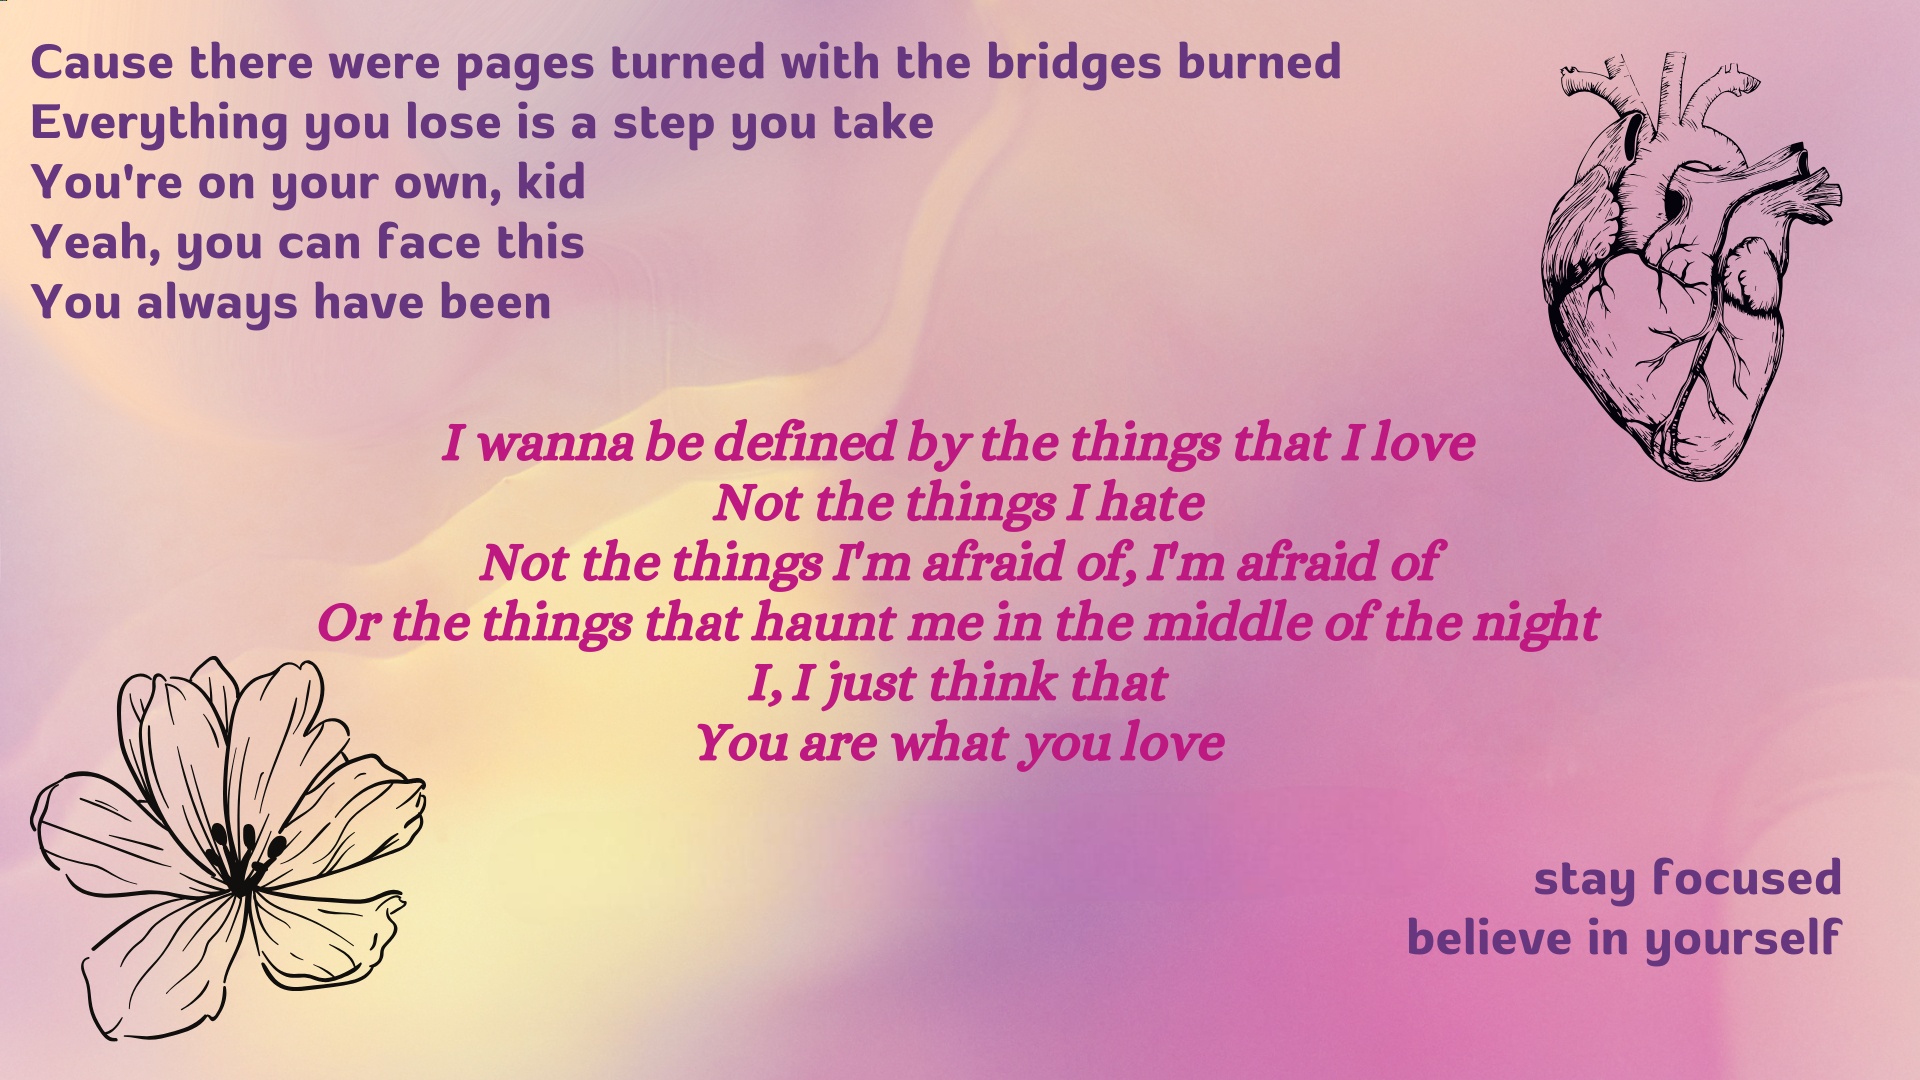 Cause there were pages turned with the bridges burned
Everything you lose is a step you take
You're on your own, kid
Yeah, you can face this
You always have been
I wanna be defined by the things that I love
Not the things I hate
Not the things I'm afraid of, I'm afraid of
Or the things that haunt me in the middle of the night
I, I just think that
You are what you love
stay focused
believe in yourself